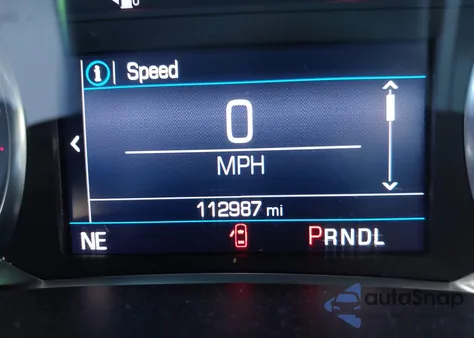 i Speed
0
MPH
112987 mi
NE PRNDL
autoSnap